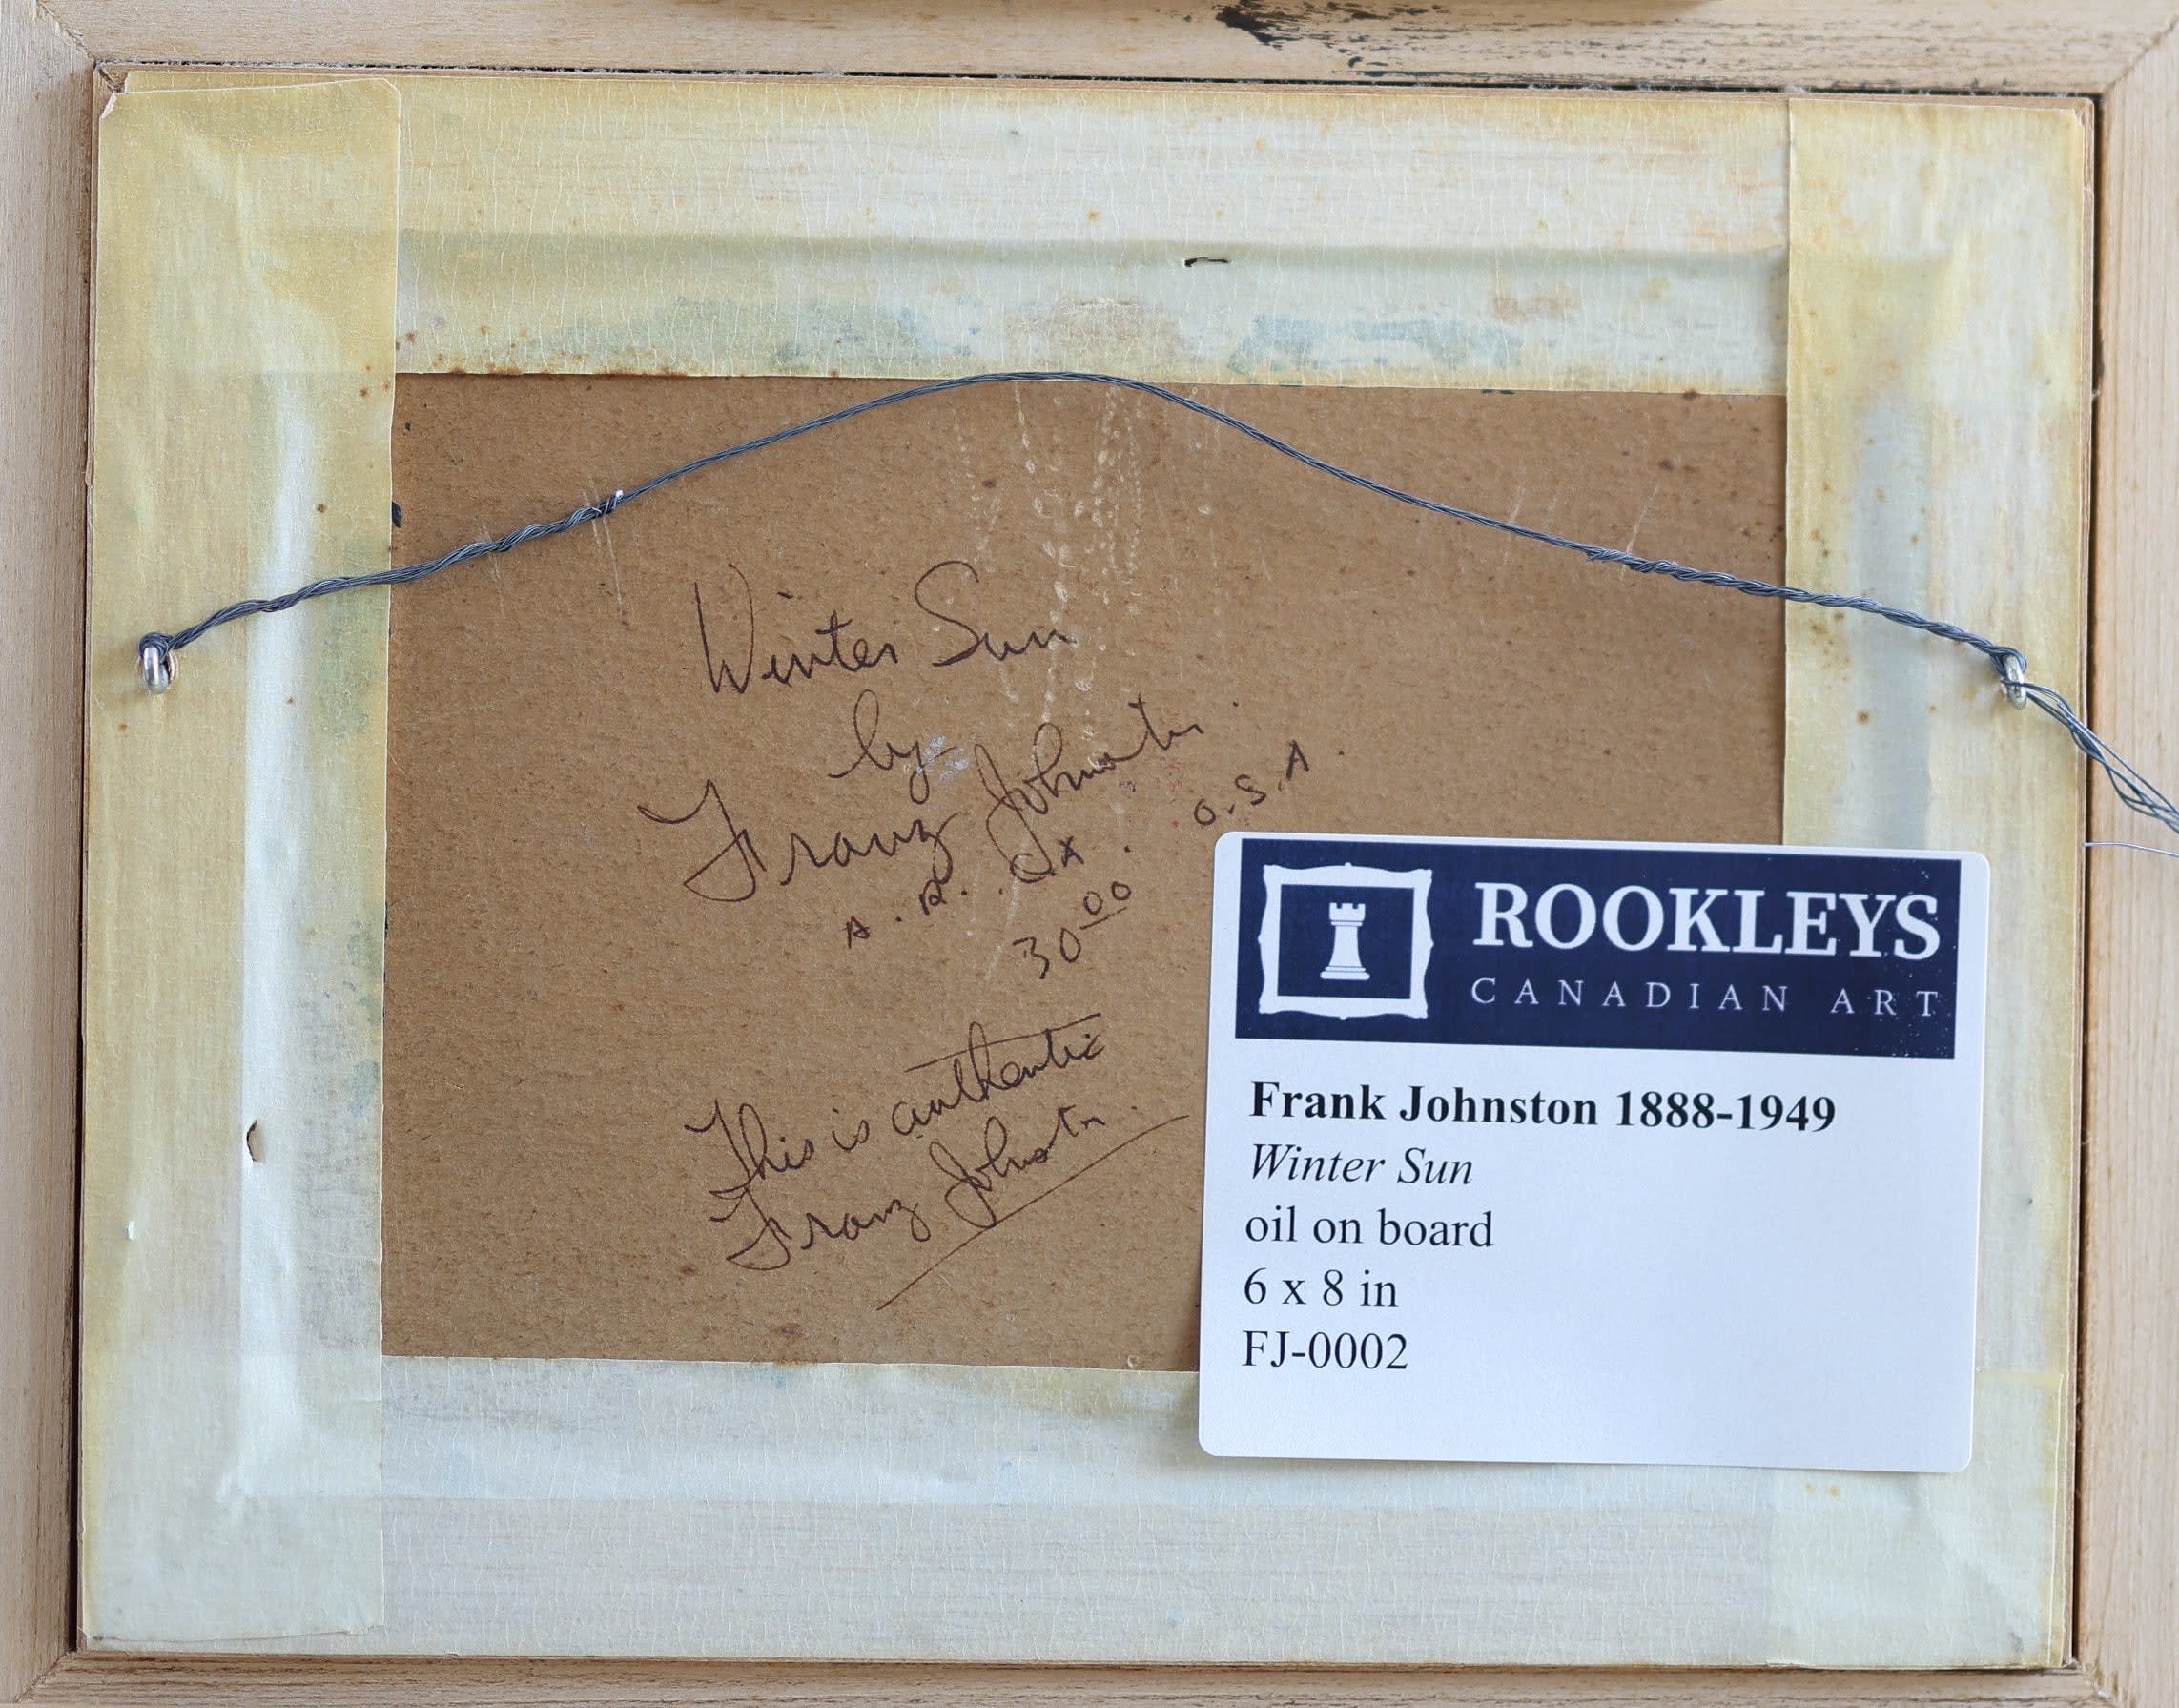 Winter Sun
by
Franz Johnston.
A. R. C. A. O.S.A.
30 00
This is authentic
Franz Johnston.
ROOKLEYS
CANADIAN ART
Frank Johnston 1888-1949
Winter Sun
oil on board
6 x 8 in
FJ-0002